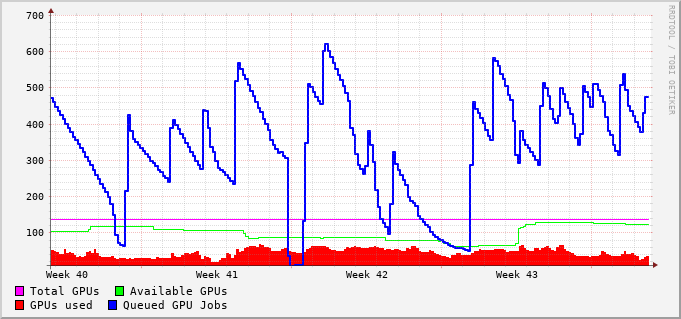 700
600
500
400
300
200
100
Week 40 Week 41 Week 42 Week 43
Total GPUs Available GPUs
GPUs used Queued GPU Jobs
RRDTOOL / TOBI OETIKER